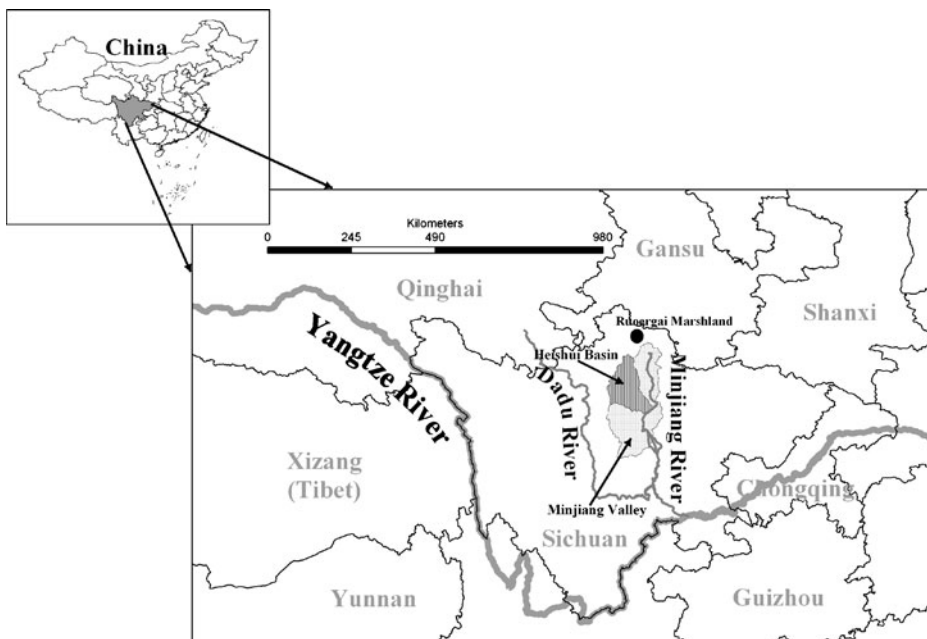 China
Kilometers
0 245 490 980
Gansu
Qinghai
Shanxi
Ruoergai Marshland
Heishui Basin
Yangtze River
Dadu River
Minjiang River
Xizang
(Tibet)
Chongqing
Minjiang Valley
Sichuan
Yunnan
Guizhou